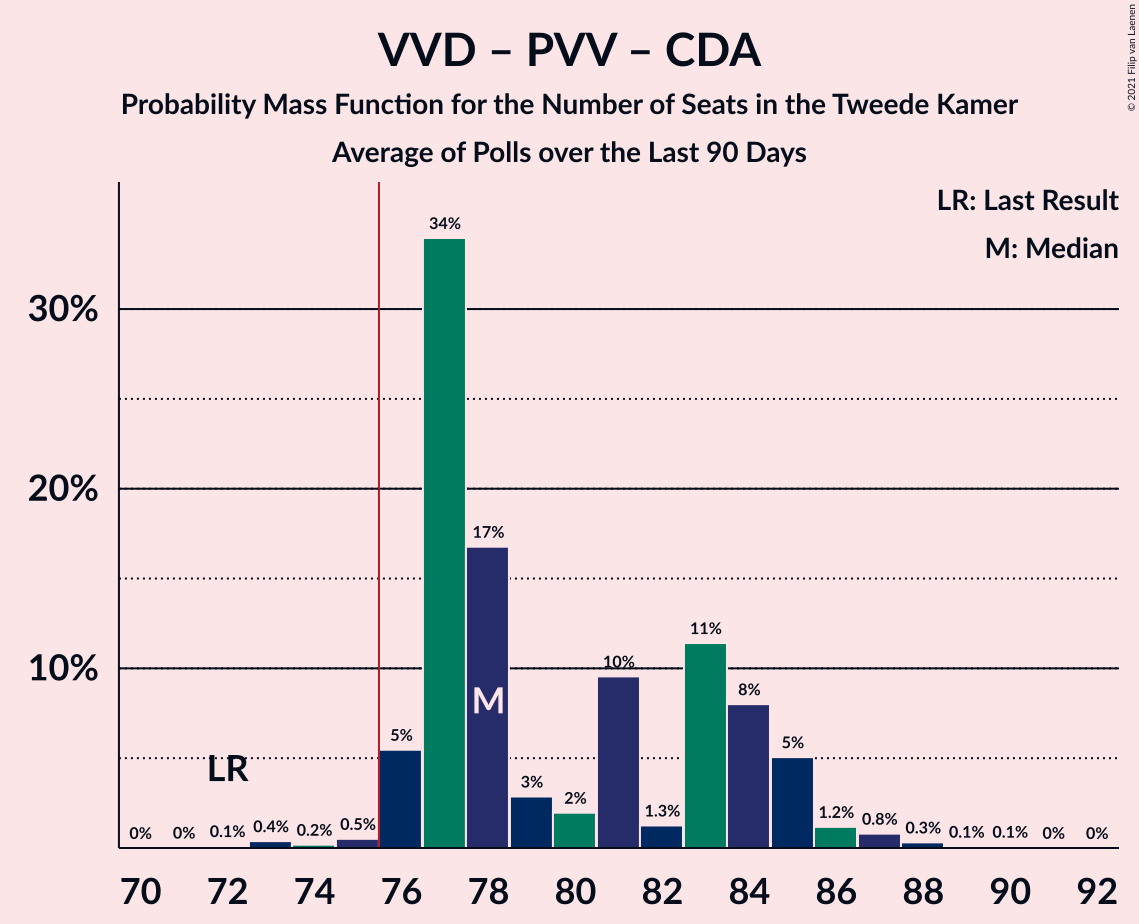 VVD – PVV – CDA
Probability Mass Function for the Number of Seats in the Tweede Kamer
Average of Polls over the Last 90 Days
© 2021 Filip van Laenen
LR: Last Result
M: Median
34%
30%
17%
20%
11%
10%
10%
8%
M
5%
5%
LR
3%
2%
1.3%
1.2%
0.8%
0% 0% 0.1% 0.4% 0.2% 0.5% 0.3% 0.1% 0.1% 0% 0%
70 72 74 76 78 80 82 84 86 88 90 92